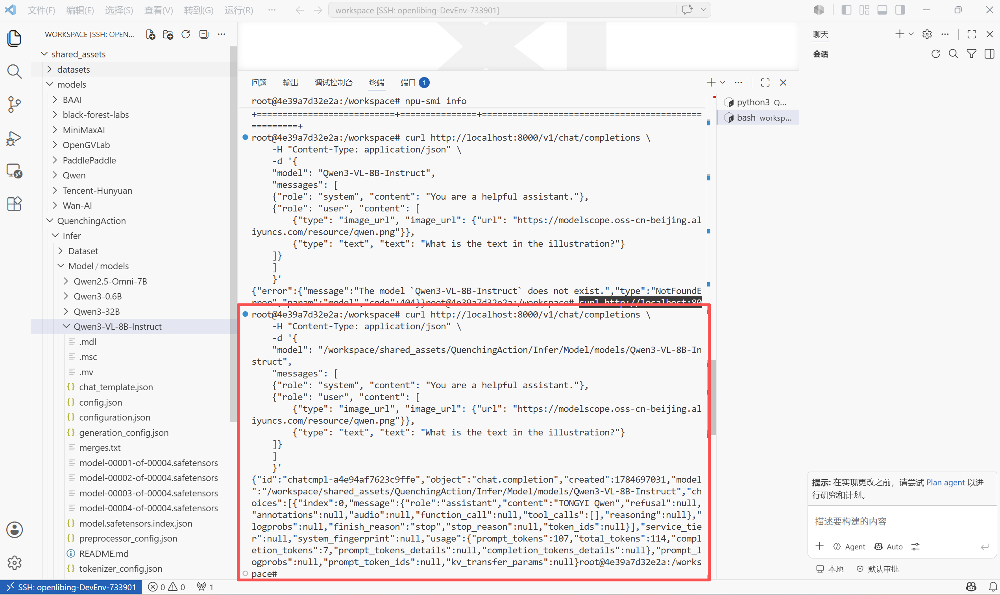 文件(F) 编辑(E) 选择(S) 查看(V) 转到(G) 运行(R) ··· workspace [SSH: openlibing-DevEnv-733901]
WORKSPACE [SSH: OPEN...
shared_assets
datasets
models
BAAI
black-forest-labs
MiniMaxAI
OpenGVLab
PaddlePaddle
Qwen
Tencent-Hunyuan
Wan-AI
QuenchingAction
Infer
Dataset
Model / models
Qwen2.5-Omni-7B
Qwen3-0.6B
Qwen3-32B
Qwen3-VL-8B-Instruct
.mdl
.msc
.mv
chat_template.json
config.json
configuration.json
generation_config.json
merges.txt
model-00001-of-00004.safetensors
model-00002-of-00004.safetensors
model-00003-of-00004.safetensors
model-00004-of-00004.safetensors
model.safetensors.index.json
preprocessor_config.json
README.md
tokenizer_config.json
问题 输出 调试控制台 终端 端口 1
root@4e39a7d32e2a:/workspace# npu-smi info
+===========================+===============+===========================================
=========+
root@4e39a7d32e2a:/workspace# curl http://localhost:8000/v1/chat/completions \
-H "Content-Type: application/json" \
-d '{
"model": "Qwen3-VL-8B-Instruct",
"messages": [
{"role": "system", "content": "You are a helpful assistant."},
{"role": "user", "content": [
{"type": "image_url", "image_url": {"url": "https://modelscope.oss-cn-beijing.al
iyuncs.com/resource/qwen.png"}},
{"type": "text", "text": "What is the text in the illustration?"}
]}
]
}'
{"error":{"message":"The model `Qwen3-VL-8B-Instruct` does not exist.","type":"NotFoundE
rror","param":"model","code":404}}root@4e39a7d32e2a:/workspace# curl http://localhost:80
root@4e39a7d32e2a:/workspace# curl http://localhost:8000/v1/chat/completions \
-H "Content-Type: application/json" \
-d '{
"model": "/workspace/shared_assets/QuenchingAction/Infer/Model/models/Qwen3-VL-8B-In
struct",
"messages": [
{"role": "system", "content": "You are a helpful assistant."},
{"role": "user", "content": [
{"type": "image_url", "image_url": {"url": "https://modelscope.oss-cn-beijing.al
iyuncs.com/resource/qwen.png"}},
{"type": "text", "text": "What is the text in the illustration?"}
]}
]
}'
{"id":"chatcmpl-a4e94af7623c9ffe","object":"chat.completion","created":1784697031,"model
":"/workspace/shared_assets/QuenchingAction/Infer/Model/models/Qwen3-VL-8B-Instruct","ch
oices":[{"index":0,"message":{"role":"assistant","content":"TONGYI Qwen","refusal":null,
"annotations":null,"audio":null,"function_call":null,"tool_calls":[],"reasoning":null},"
logprobs":null,"finish_reason":"stop","stop_reason":null,"token_ids":null}],"service_tie
r":null,"system_fingerprint":null,"usage":{"prompt_tokens":107,"total_tokens":114,"compl
etion_tokens":7,"prompt_tokens_details":null,"completion_tokens_details":null},"prompt_l
ogprobs":null,"prompt_token_ids":null,"kv_transfer_params":null}root@4e39a7d32e2a:/works
pace#
python3 Q...
bash worksp...
聊天
会话
提示: 在实现更改之前，请尝试 Plan agent 以进
行研究和计划。
描述要构建的内容
Agent Auto
本地 默认审批
SSH: openlibing-DevEnv-733901 0 0 1